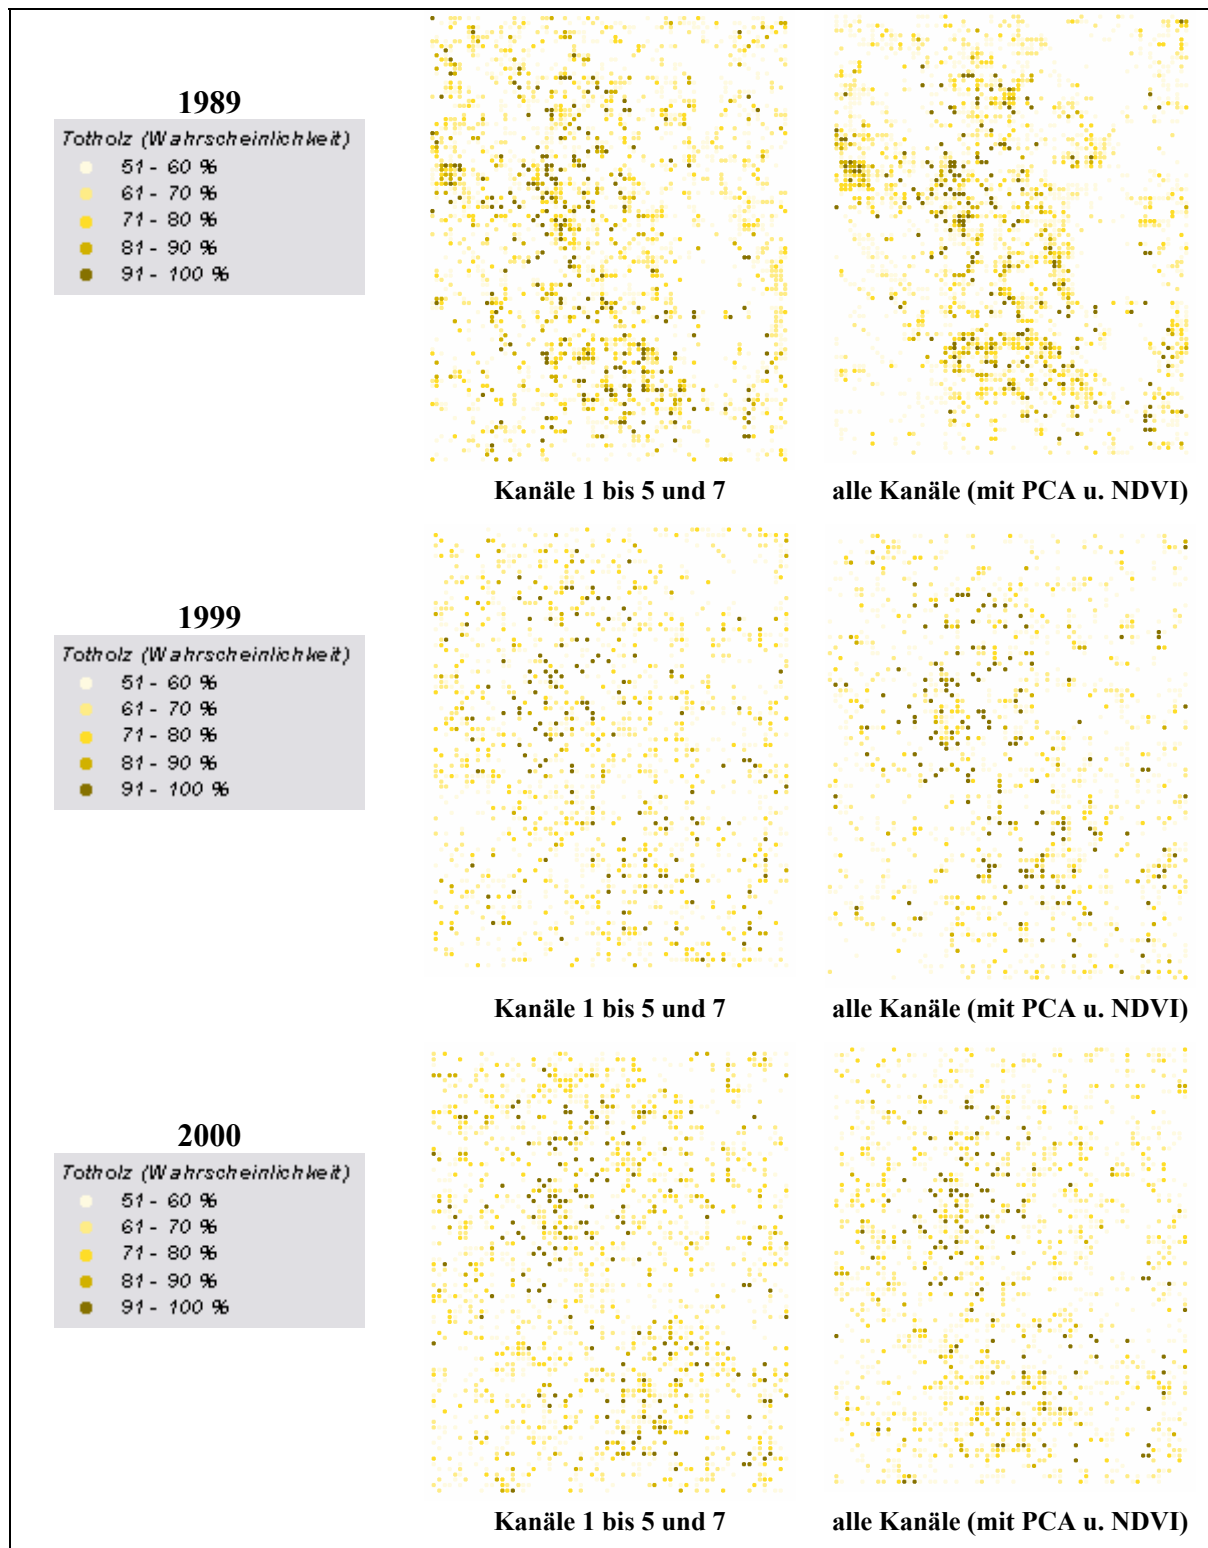 1989
Totholz (Wahrscheinlichkeit)
51 - 60 %
61 - 70 %
71 - 80 %
81 - 90 %
91 - 100 %
Kanäle 1 bis 5 und 7
alle Kanäle (mit PCA u. NDVI)
1999
Totholz (Wahrscheinlichkeit)
51 - 60 %
61 - 70 %
71 - 80 %
81 - 90 %
91 - 100 %
Kanäle 1 bis 5 und 7
alle Kanäle (mit PCA u. NDVI)
2000
Totholz (Wahrscheinlichkeit)
51 - 60 %
61 - 70 %
71 - 80 %
81 - 90 %
91 - 100 %
Kanäle 1 bis 5 und 7
alle Kanäle (mit PCA u. NDVI)